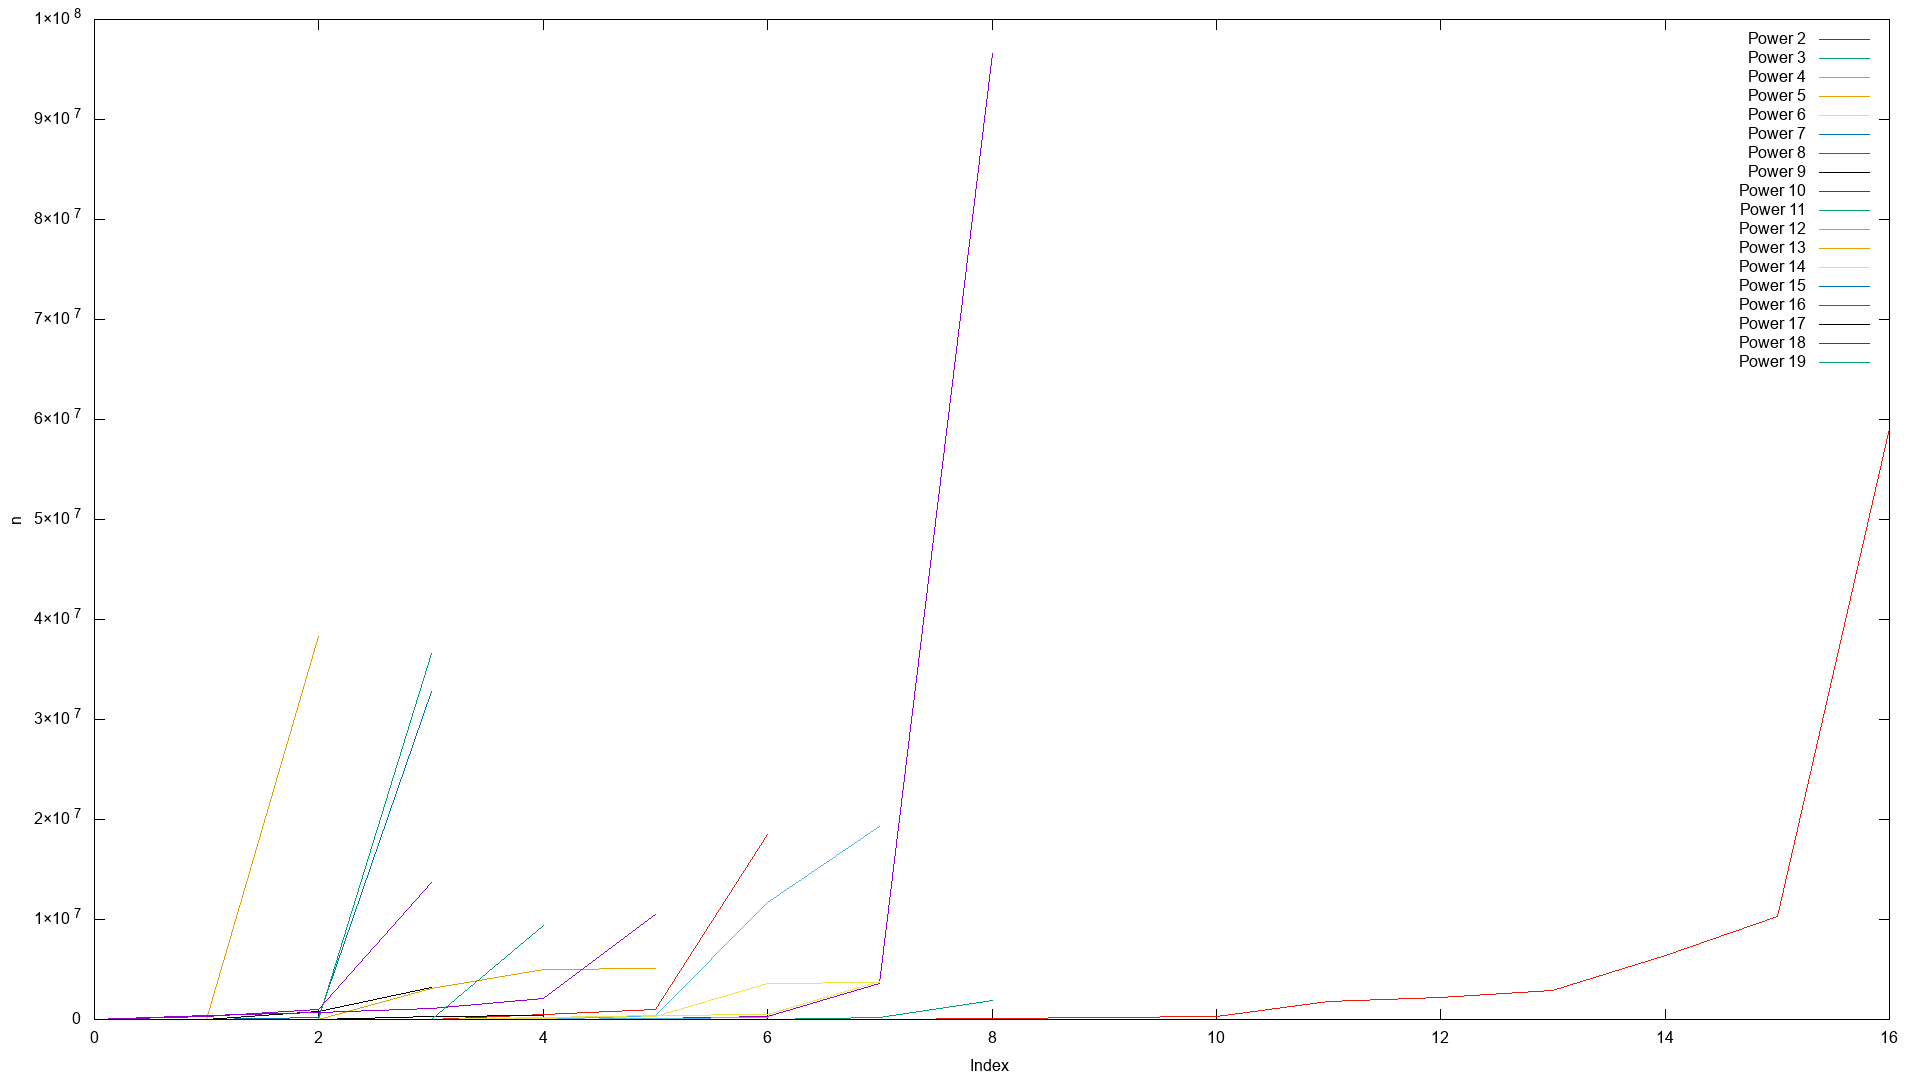 1×10 8
9×10 7
8×10 7
7×10 7
6×10 7
5×10 7
4×10 7
3×10 7
2×10 7
1×10 7
0
n
0 2 4 6 8 10 12 14 16
Index
Power 2
Power 3
Power 4
Power 5
Power 6
Power 7
Power 8
Power 9
Power 10
Power 11
Power 12
Power 13
Power 14
Power 15
Power 16
Power 17
Power 18
Power 19